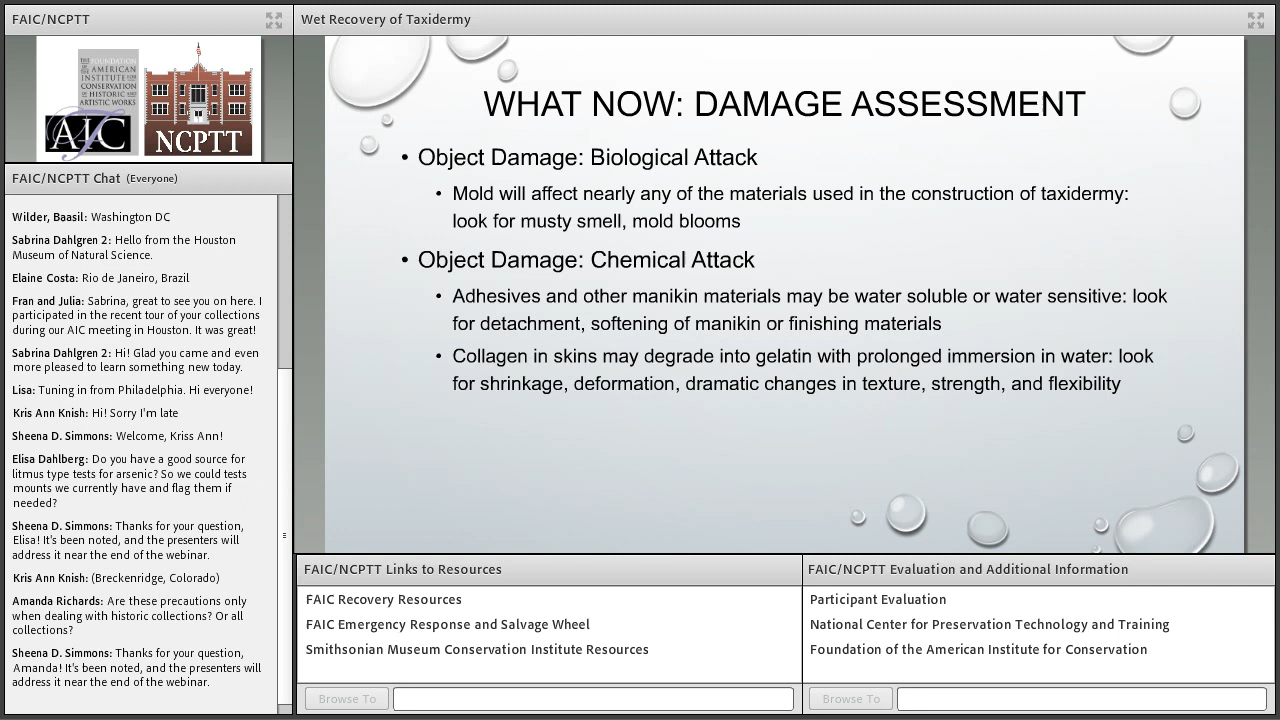 FAIC/NCPTT
THE FOUNDATION
OF THE AMERICAN
INSTITUTE FOR
CONSERVATION
OF HISTORIC AND
ARTISTIC WORKS
AIC
NCPTT
FAIC/NCPTT Chat (Everyone)
Wilder, Baasil: Washington DC
Sabrina Dahlgren 2: Hello from the Houston
Museum of Natural Science.
Elaine Costa: Rio de Janeiro, Brazil
Fran and Julia: Sabrina, great to see you on here. I
participated in the recent tour of your collections
during our AIC meeting in Houston. It was great!
Sabrina Dahlgren 2: Hi! Glad you came and even
more pleased to learn something new today.
Lisa: Tuning in from Philadelphia. Hi everyone!
Kris Ann Knish: Hi! Sorry I'm late
Sheena D. Simmons: Welcome, Kriss Ann!
Elisa Dahlberg: Do you have a good source for
litmus type tests for arsenic? So we could tests
mounts we currently have and flag them if
needed?
Sheena D. Simmons: Thanks for your question,
Elisa! It's been noted, and the presenters will
address it near the end of the webinar.
Kris Ann Knish: (Breckenridge, Colorado)
Amanda Richards: Are these precautions only
when dealing with historic collections? Or all
collections?
Sheena D. Simmons: Thanks for your question,
Amanda! It's been noted, and the presenters will
address it near the end of the webinar.
Wet Recovery of Taxidermy
WHAT NOW: DAMAGE ASSESSMENT
• Object Damage: Biological Attack
• Mold will affect nearly any of the materials used in the construction of taxidermy:
look for musty smell, mold blooms
• Object Damage: Chemical Attack
• Adhesives and other manikin materials may be water soluble or water sensitive: look
for detachment, softening of manikin or finishing materials
• Collagen in skins may degrade into gelatin with prolonged immersion in water: look
for shrinkage, deformation, dramatic changes in texture, strength, and flexibility
FAIC/NCPTT Links to Resources
FAIC Recovery Resources
FAIC Emergency Response and Salvage Wheel
Smithsonian Museum Conservation Institute Resources
Browse To
FAIC/NCPTT Evaluation and Additional Information
Participant Evaluation
National Center for Preservation Technology and Training
Foundation of the American Institute for Conservation
Browse To